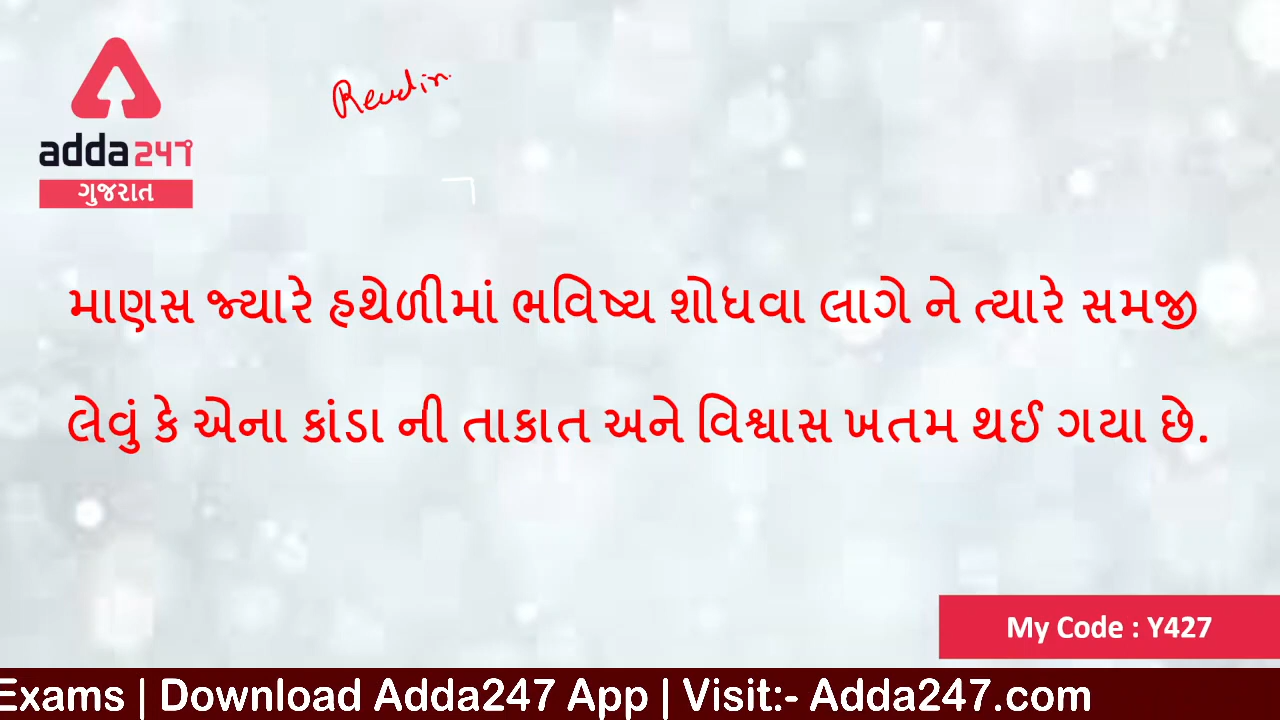 Readin
adda247
ગુજરાત
માણસ જ્યારે હથેળીમાં ભવિષ્ય શોધવા લાગે ને ત્યારે સમજી
લેવું કે એના કાંડા ની તાકાત અને વિશ્વાસ ખતમ થઈ ગયા છે.
My Code : Y427
Exams | Download Adda247 App | Visit:- Adda247.com